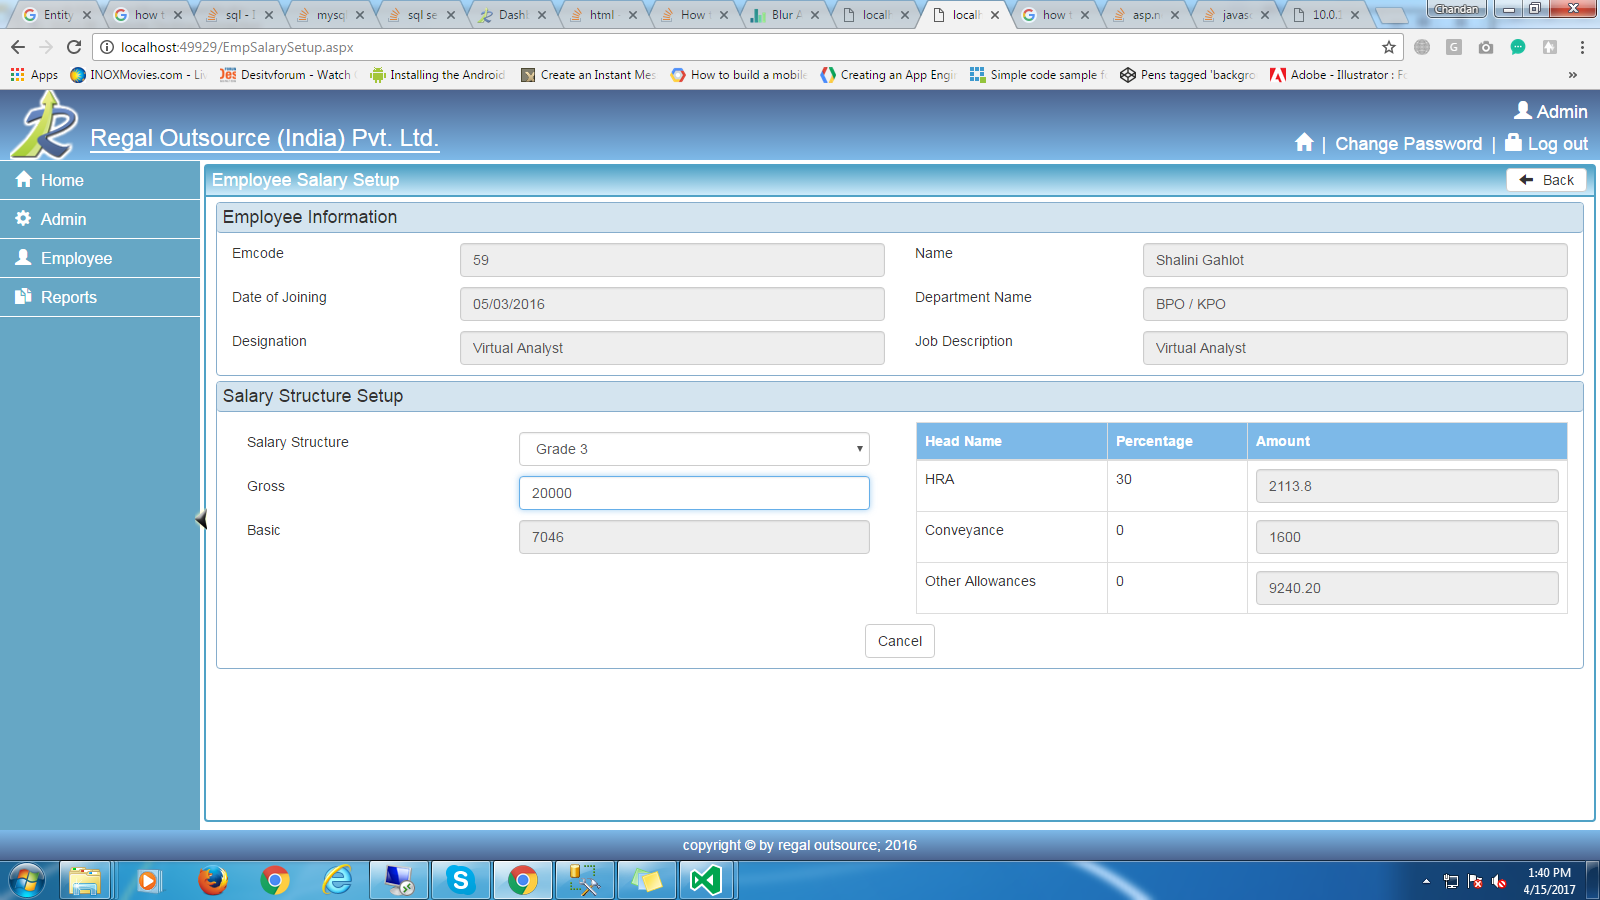 Entity
how t
sql - I
mysq
sql se
Dashl
html -
How t
Blur A
localh
localh
how t
asp.n
javasc
10.0.
Chandan
localhost:49929/EmpSalarySetup.aspx
Apps
INOXMovies.com - Li
Desitvforum - Watch
Installing the Android
Create an Instant Mes
How to build a mobile
Creating an App Engi
Simple code sample f
Pens tagged 'backgro
Adobe - Illustrator : F
»
Regal Outsource (India) Pvt. Ltd.
Admin
| Change Password | Log out
Home
Admin
Employee
Reports
Employee Salary Setup
Back
Employee Information
Emcode 59 Name Shalini Gahlot
Date of Joining 05/03/2016 Department Name BPO / KPO
Designation Virtual Analyst Job Description Virtual Analyst
Salary Structure Setup
Salary Structure Grade 3
Gross 20000
Basic 7046
Head Name Percentage Amount
HRA 30 2113.8
Conveyance 0 1600
Other Allowances 0 9240.20
Cancel
copyright © by regal outsource; 2016
1:40 PM
4/15/2017